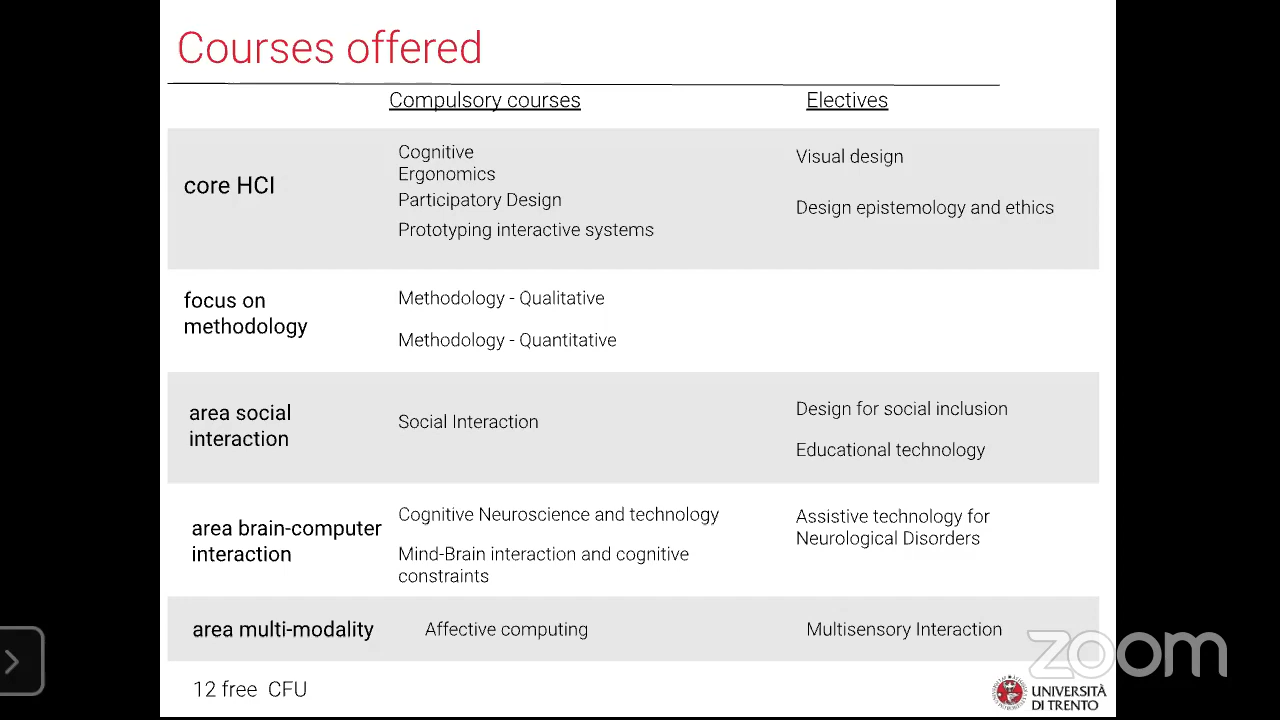 Courses offered
Compulsory courses
Electives
core HCI
Cognitive
Ergonomics
Participatory Design
Prototyping interactive systems
Visual design
Design epistemology and ethics
focus on
methodology
Methodology - Qualitative
Methodology - Quantitative
area social
interaction
Social Interaction
Design for social inclusion
Educational technology
area brain-computer
interaction
Cognitive Neuroscience and technology
Mind-Brain interaction and cognitive
constraints
Assistive technology for
Neurological Disorders
area multi-modality
Affective computing
Multisensory Interaction
12 free CFU
zoom
UNIVERSITÀ
DI TRENTO